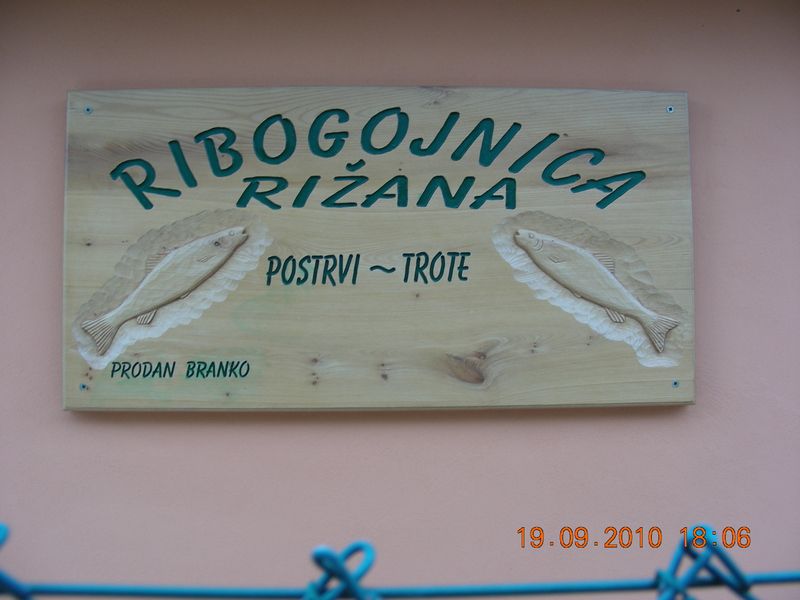 RIBOGOJNICA
RIŽANA
POSTRVI ~ TROTE
PRODAN BRANKO
19.09.2010 18:06